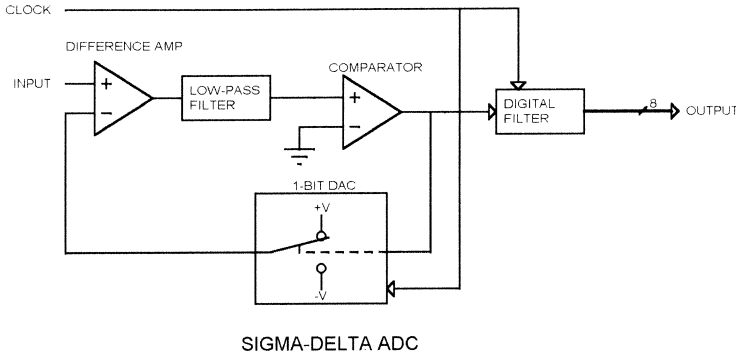 CLOCK
DIFFERENCE AMP
INPUT
+
−
LOW-PASS
FILTER
COMPARATOR
+
−
DIGITAL
FILTER
8
OUTPUT
1-BIT DAC
+V
-V
SIGMA-DELTA ADC